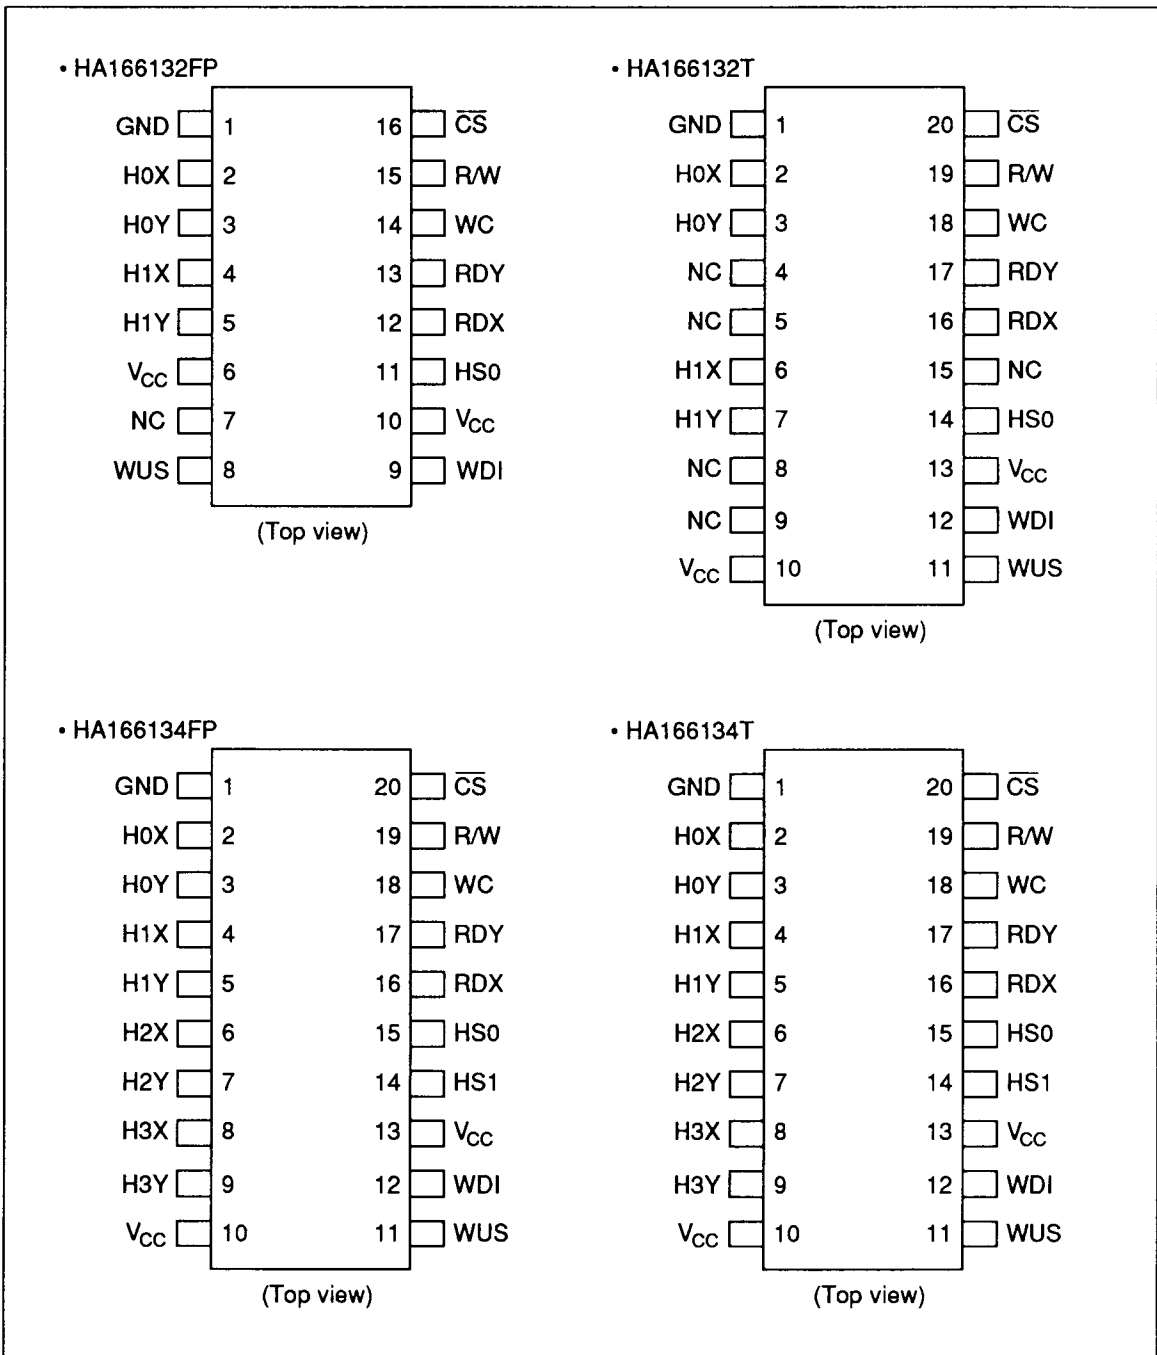 • HA166132FP
GND 1 16 C̅S̅
H0X 2 15 R/W
H0Y 3 14 WC
H1X 4 13 RDY
H1Y 5 12 RDX
VCC 6 11 HS0
NC 7 10 VCC
WUS 8 9 WDI
(Top view)
• HA166132T
GND 1 20 C̅S̅
H0X 2 19 R/W
H0Y 3 18 WC
NC 4 17 RDY
NC 5 16 RDX
H1X 6 15 NC
H1Y 7 14 HS0
NC 8 13 VCC
NC 9 12 WDI
VCC 10 11 WUS
(Top view)
• HA166134FP
GND 1 20 C̅S̅
H0X 2 19 R/W
H0Y 3 18 WC
H1X 4 17 RDY
H1Y 5 16 RDX
H2X 6 15 HS0
H2Y 7 14 HS1
H3X 8 13 VCC
H3Y 9 12 WDI
VCC 10 11 WUS
(Top view)
• HA166134T
GND 1 20 C̅S̅
H0X 2 19 R/W
H0Y 3 18 WC
H1X 4 17 RDY
H1Y 5 16 RDX
H2X 6 15 HS0
H2Y 7 14 HS1
H3X 8 13 VCC
H3Y 9 12 WDI
VCC 10 11 WUS
(Top view)